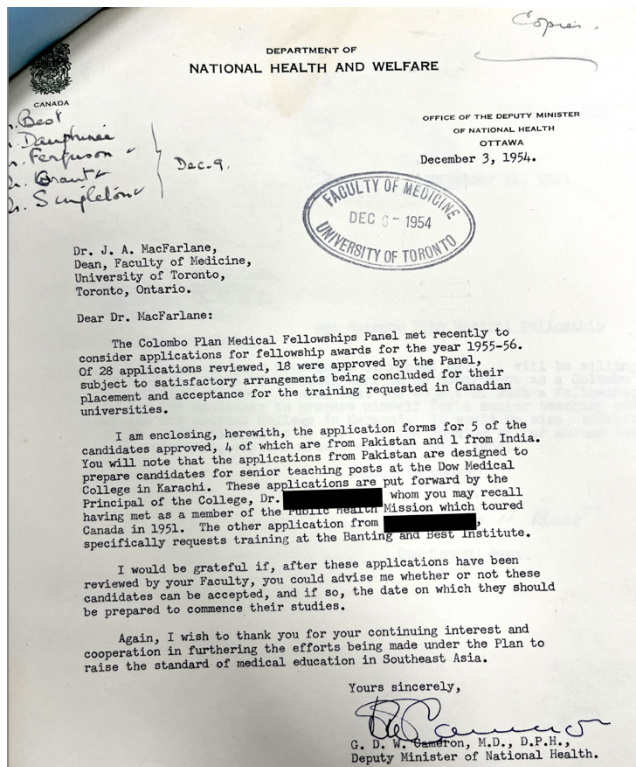 Copies.
DEPARTMENT OF
NATIONAL HEALTH AND WELFARE
CANADA
OFFICE OF THE DEPUTY MINISTER
OF NATIONAL HEALTH
OTTAWA
December 3, 1954.
Best
Dauphinee
Ferguson
Grant
Singleton
Dec. 9.
FACULTY OF MEDICINE
DEC 6 - 1954
UNIVERSITY OF TORONTO
Dr. J. A. MacFarlane,
Dean, Faculty of Medicine,
University of Toronto,
Toronto, Ontario.
Dear Dr. MacFarlane:
The Colombo Plan Medical Fellowships Panel met recently to
consider applications for fellowship awards for the year 1955-56.
Of 28 applications reviewed, 18 were approved by the Panel,
subject to satisfactory arrangements being concluded for their
placement and acceptance for the training requested in Canadian
universities.
I am enclosing, herewith, the application forms for 5 of the
candidates approved, 4 of which are from Pakistan and 1 from India.
You will note that the applications from Pakistan are designed to
prepare candidates for senior teaching posts at the Dow Medical
College in Karachi. These applications are put forward by the
Principal of the College, Dr. whom you may recall
having met as a member of the Public Health Mission which toured
Canada in 1951. The other application from ,
specifically requests training at the Banting and Best Institute.
I would be grateful if, after these applications have been
reviewed by your Faculty, you could advise me whether or not these
candidates can be accepted, and if so, the date on which they should
be prepared to commence their studies.
Again, I wish to thank you for your continuing interest and
cooperation in furthering the efforts being made under the Plan to
raise the standard of medical education in Southeast Asia.
Yours sincerely,
G. D. W. Cameron, M.D., D.P.H.,
Deputy Minister of National Health.